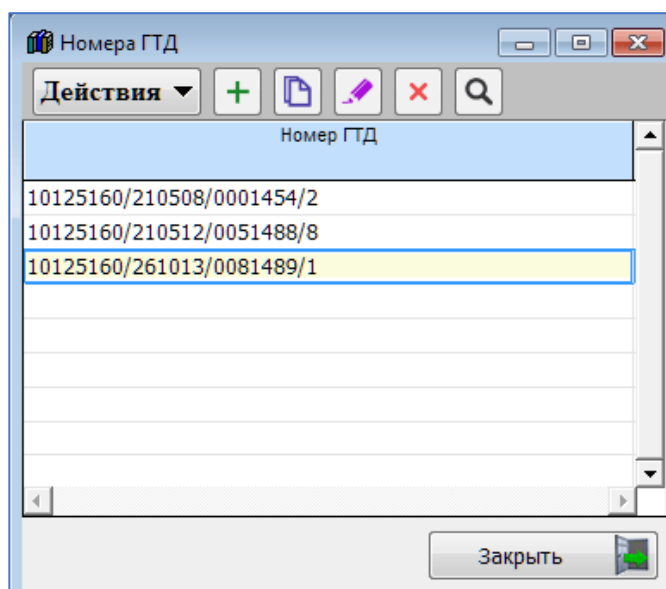 Номера ГТД
Действия
Номер ГТД
10125160/210508/0001454/2
10125160/210512/0051488/8
10125160/261013/0081489/1
Закрыть